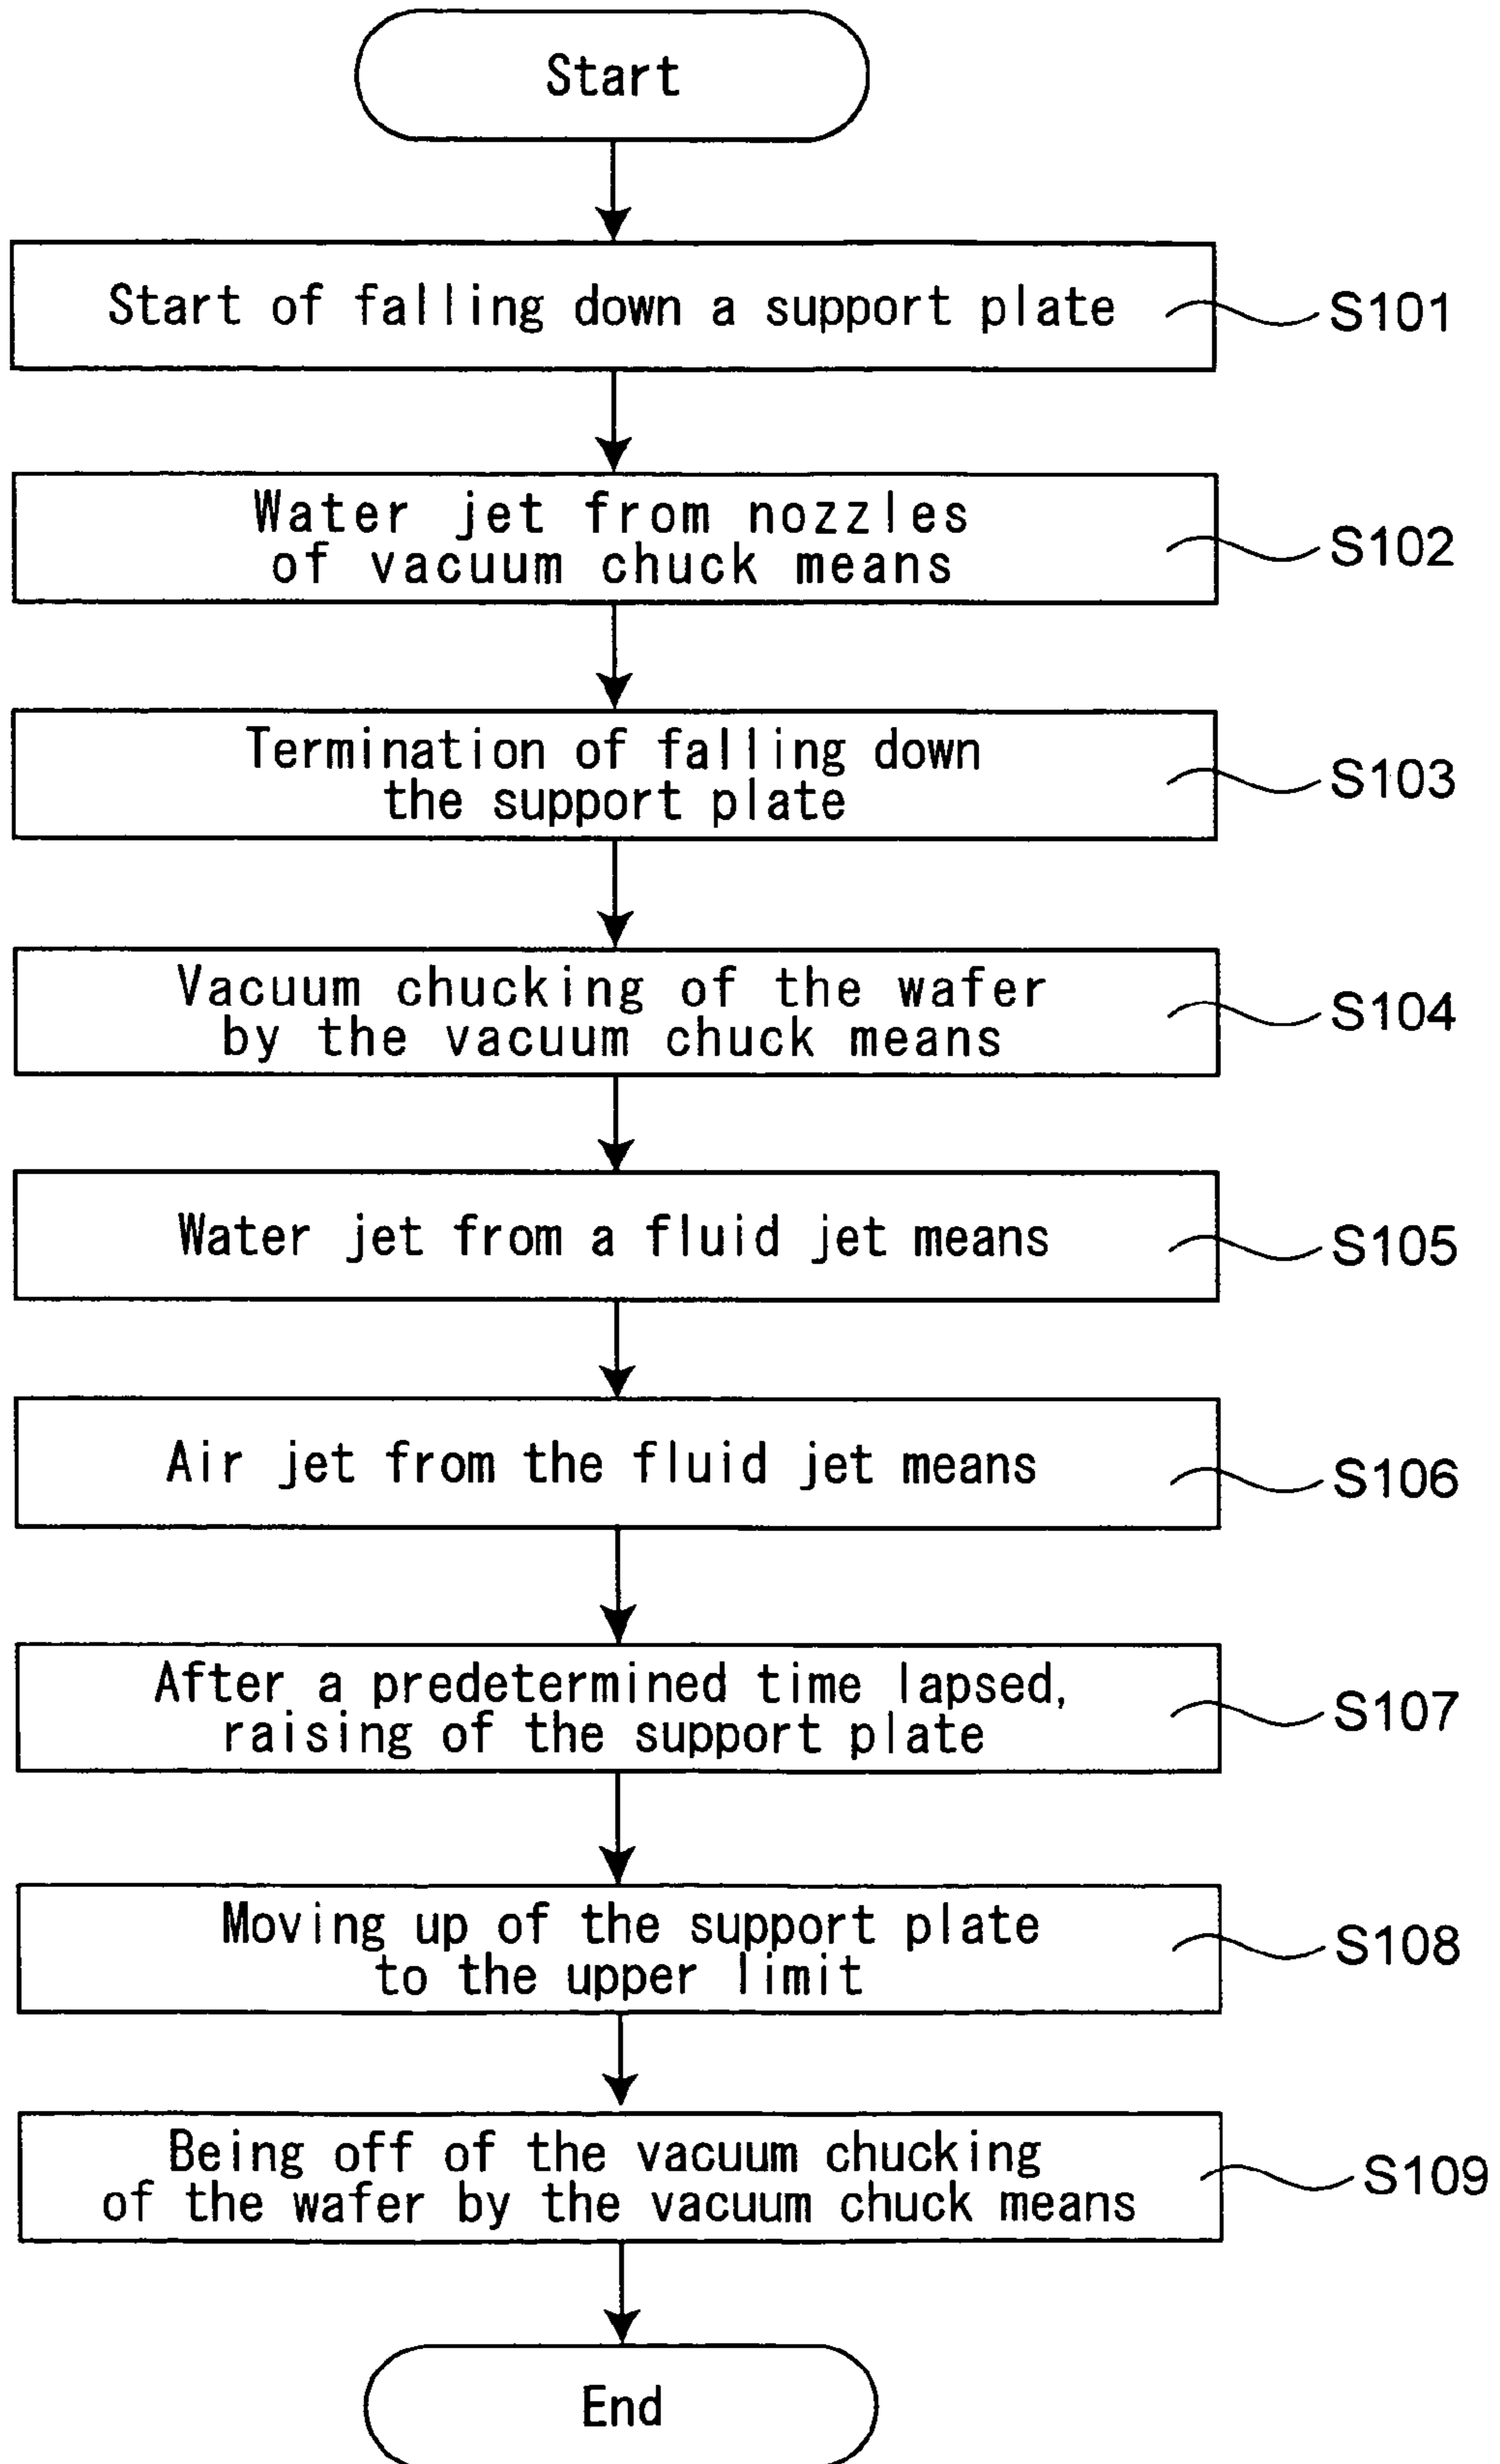 Start
Start of falling down a support plate
S101
Water jet from nozzles
of vacuum chuck means
S102
Termination of falling down
the support plate
S103
Vacuum chucking of the wafer
by the vacuum chuck means
S104
Water jet from a fluid jet means
S105
Air jet from the fluid jet means
S106
After a predetermined time lapsed,
raising of the support plate
S107
Moving up of the support plate
to the upper limit
S108
Being off of the vacuum chucking
of the wafer by the vacuum chuck means
S109
End